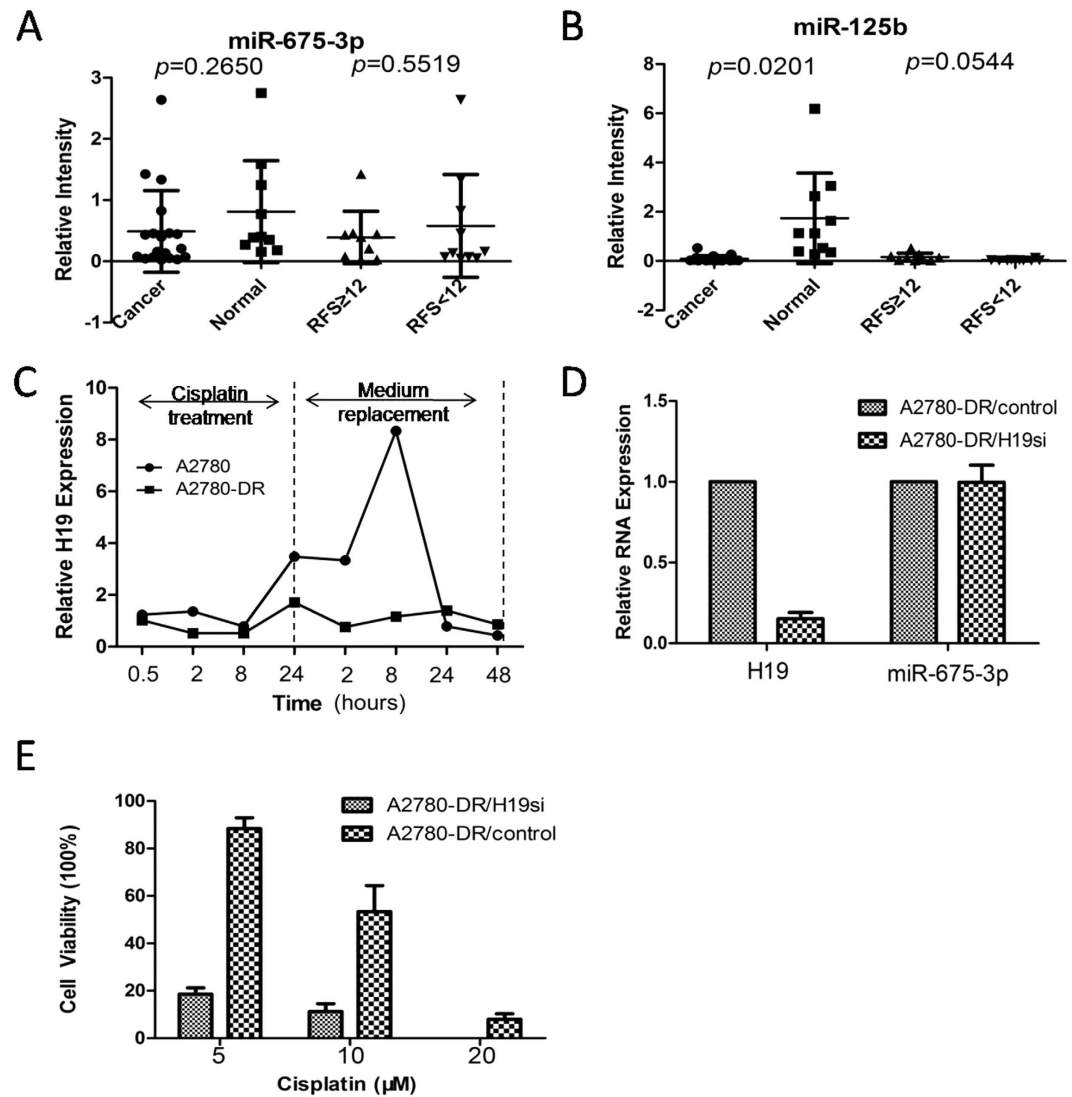 A
miR-675-3p
p=0.2650
p=0.5519
Relative Intensity
3
2
1
0
-1
Cancer
Normal
RFS≥12
RFS<12
B
miR-125b
p=0.0201
p=0.0544
Relative Intensity
8
6
4
2
0
-2
Cancer
Normal
RFS≥12
RFS<12
C
Cisplatin
treatment
Medium
replacement
A2780
A2780-DR
Relative H19 Expression
10
8
6
4
2
0
0.5 2 8 24 2 8 24 48
Time (hours)
D
A2780-DR/control
A2780-DR/H19si
Relative RNA Expression
1.5
1.0
0.5
0.0
H19
miR-675-3p
E
A2780-DR/H19si
A2780-DR/control
Cell Viability (100%)
100
80
60
40
20
0
5 10 20
Cisplatin (μM)